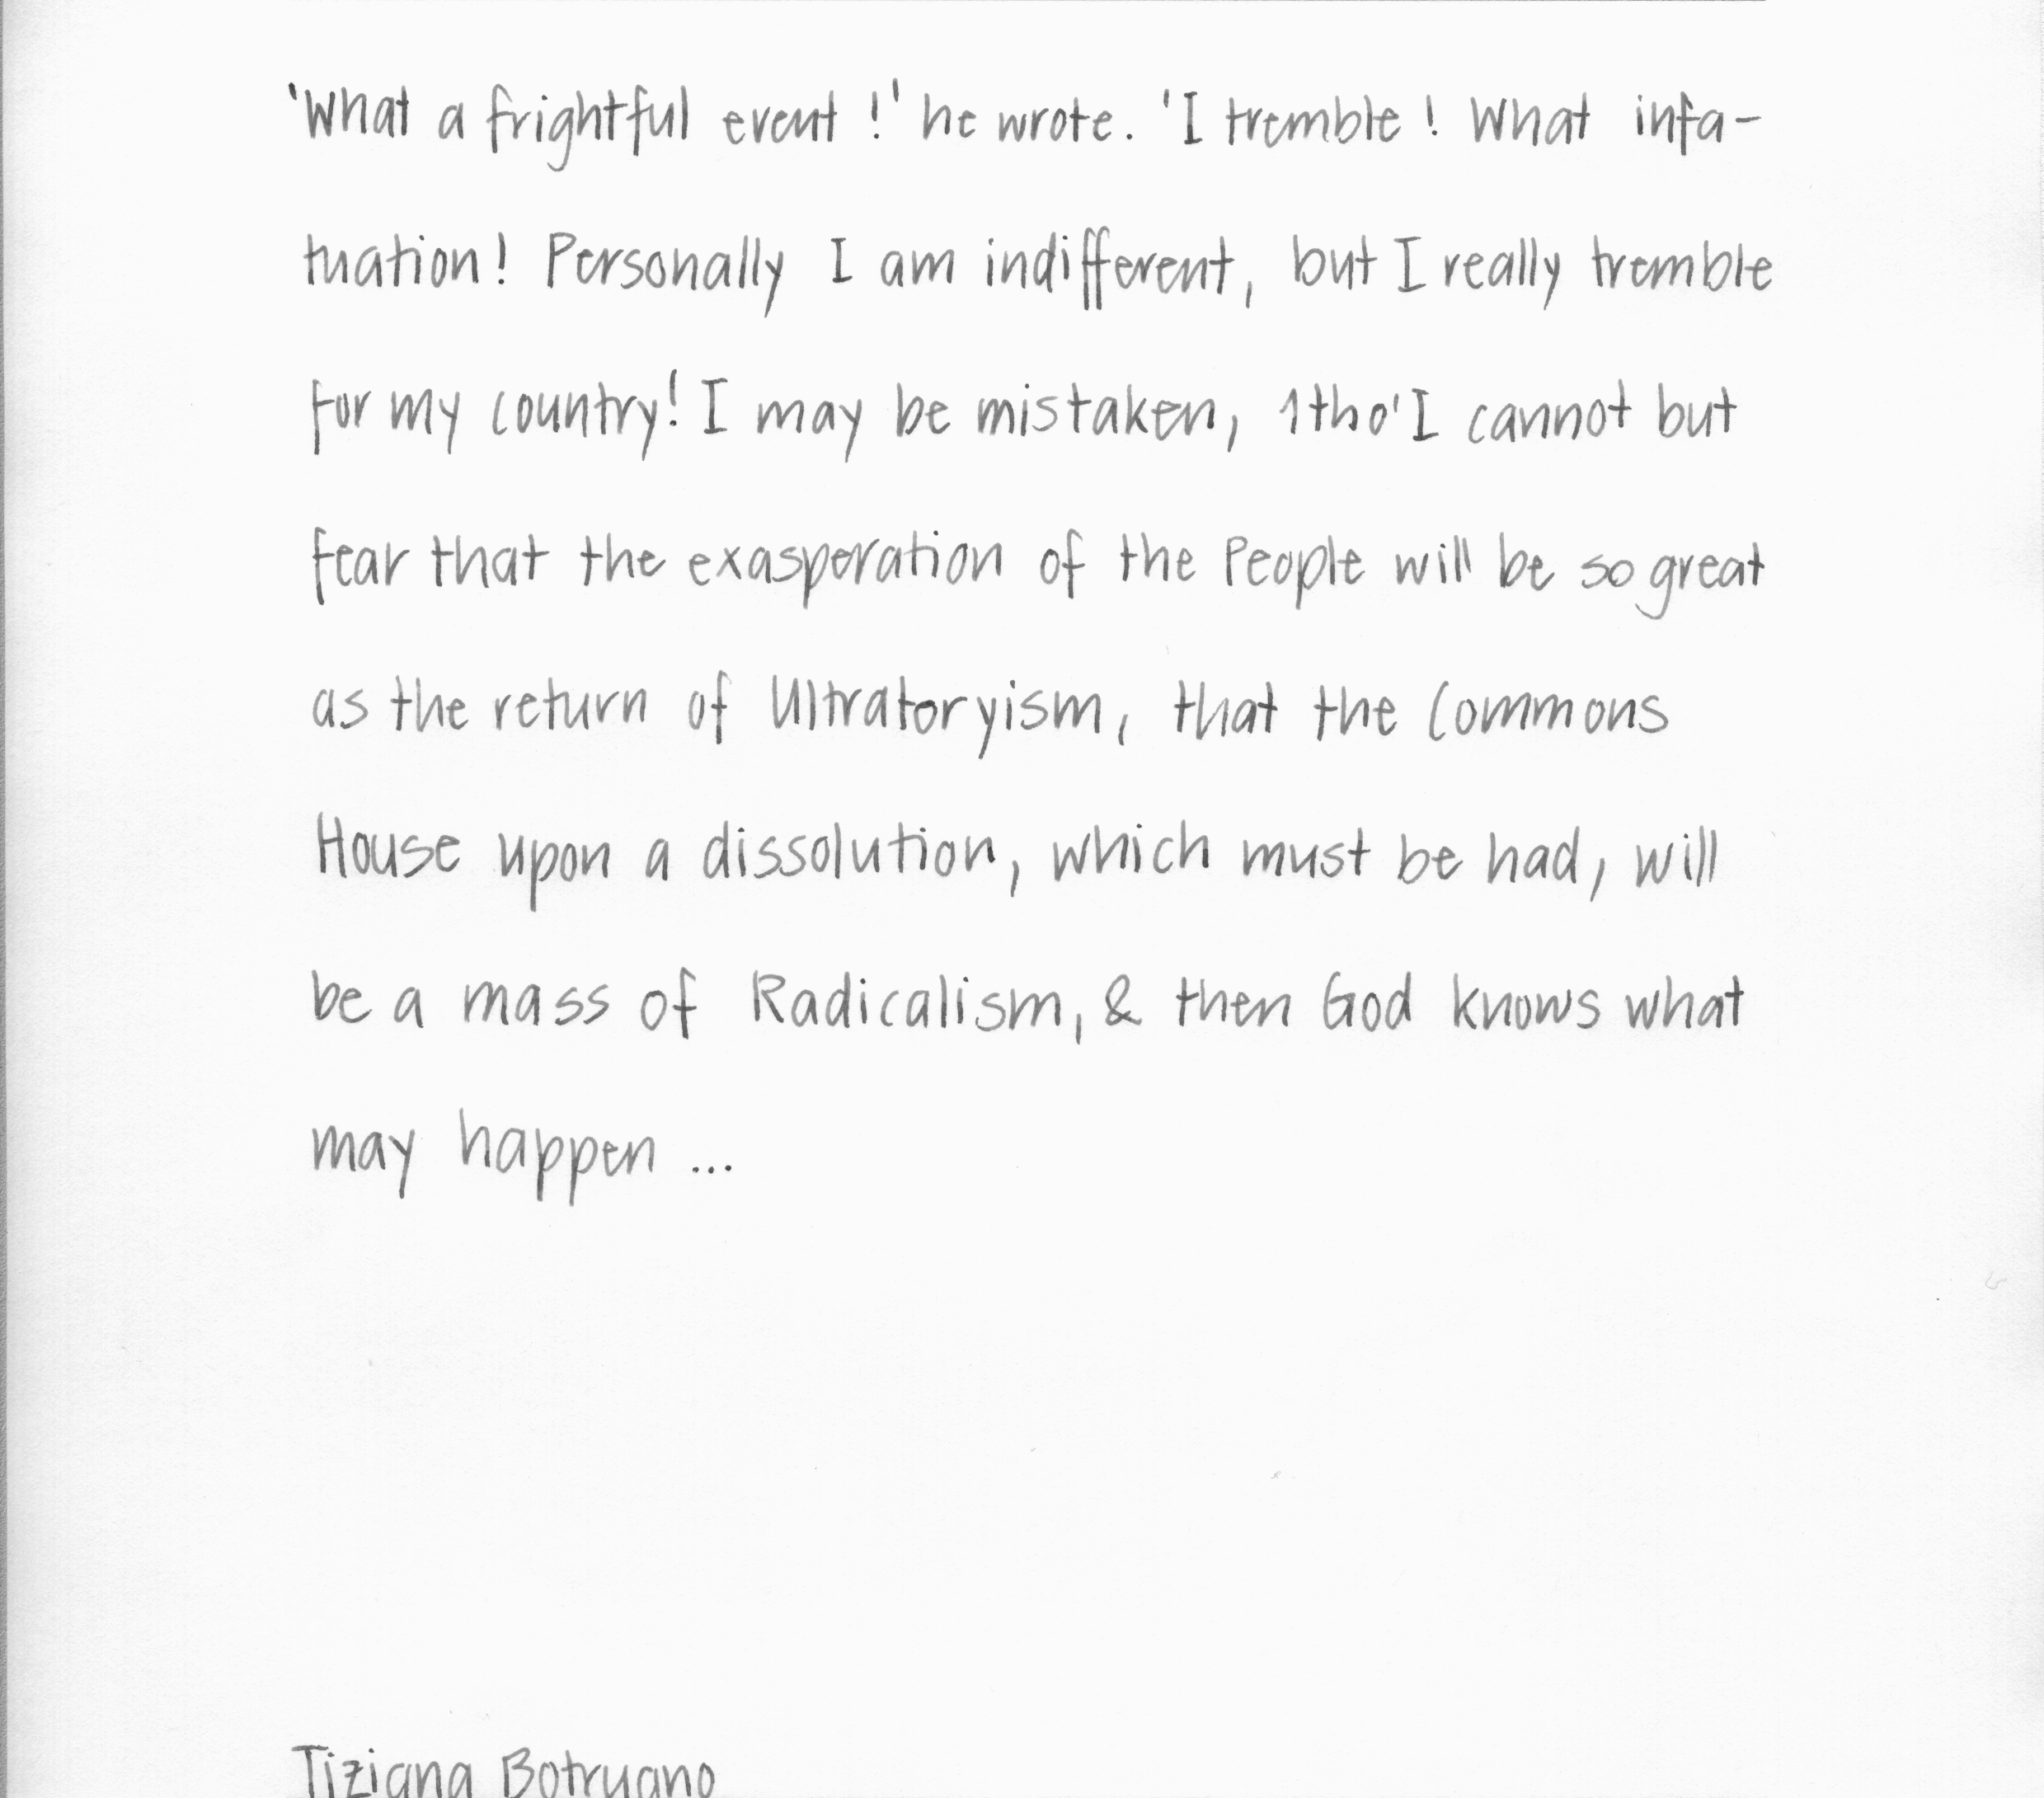 'What a frightful event!' he wrote. 'I tremble! What infa-
tuation! Personally I am indifferent, but I really tremble
for my country! I may be mistaken, 1tho'I cannot but
fear that the exasperation of the People will be so great
as the return of Ultratoryism, that the Commons
House upon a dissolution, which must be had, will
be a mass of Radicalism, & then God knows what
may happen ...
Tiziana